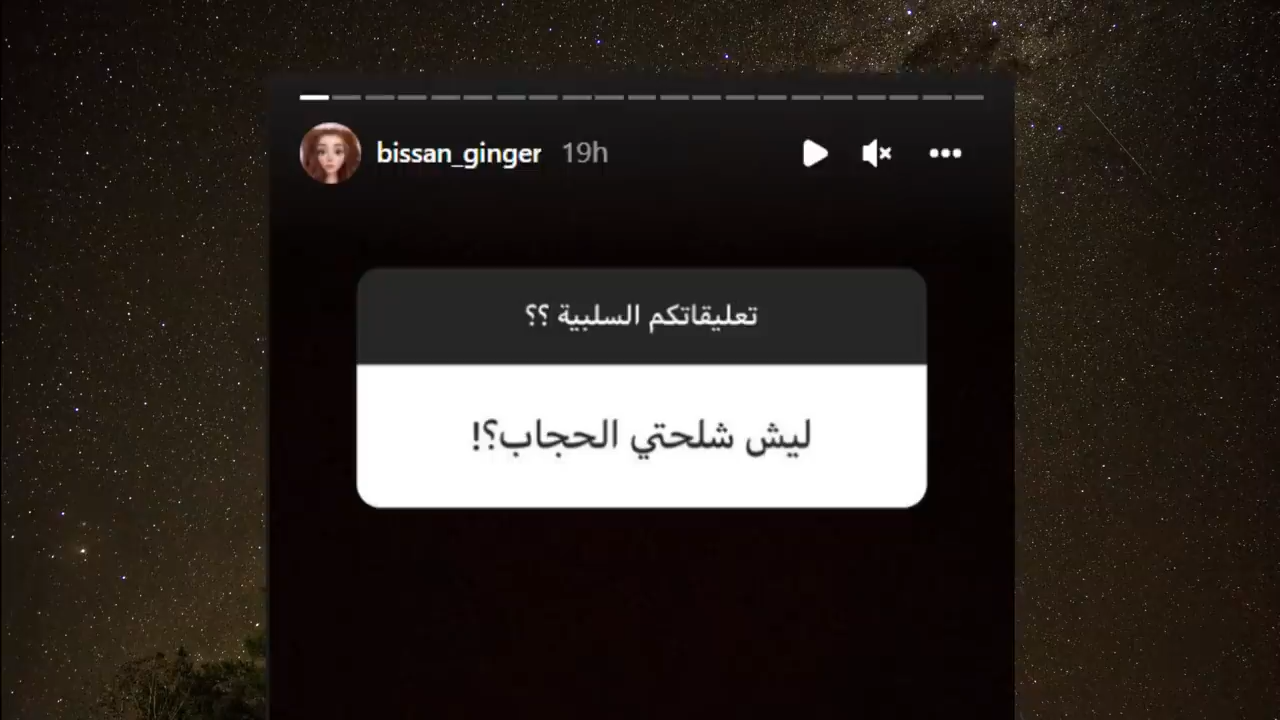 bissan_ginger 19h
تعليقاتكم السلبية ؟؟
ليش شلحتي الحجاب؟!